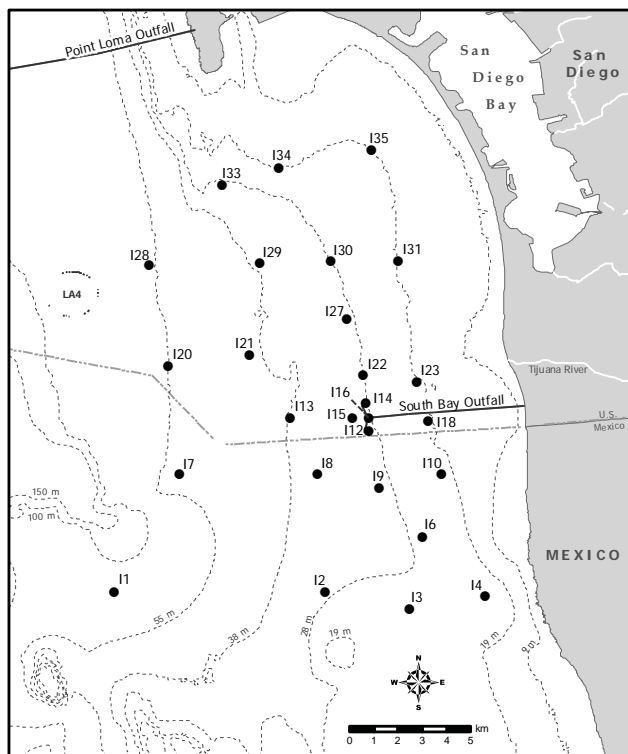 Point Loma Outfall
San
Diego
Bay
San
Diego
I35
I34
I33
I28
I29
I30
I31
LA4
I27
I20
I21
I22
I23
Tijuana River
I16
I14
I13
I15
South Bay Outfall
I12
I18
U.S.
Mexico
I7
I8
I9
I10
150 m
100 m
I6
MEXICO
I1
I2
I3
I4
55 m
38 m
28 m
19 m
19 m
9 m
N
W
E
S
km
0 1 2 3 4 5